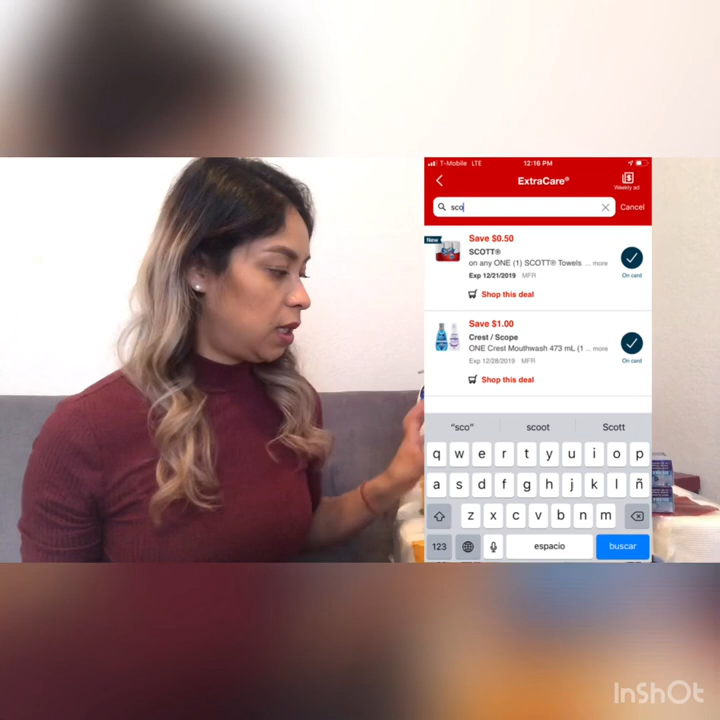 T-Mobile LTE
12:16 PM
ExtraCare®
Weekly ad
sco
Cancel
New
Save $0.50
SCOTT®
on any ONE (1) SCOTT® Towels ... more
Exp 12/21/2019 MFR
On card
Shop this deal
Save $1.00
Crest / Scope
ONE Crest Mouthwash 473 mL (1 ... more
Exp 12/28/2019 MFR
On card
Shop this deal
"sco" scoot Scott
q w e r t y u i o p
a s d f g h j k l ñ
z x c v b n m
123 espacio buscar
InShOt